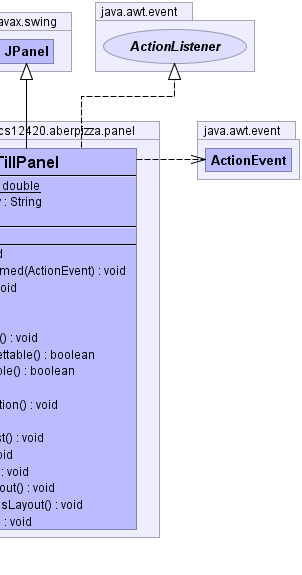 avax.swing
JPanel
java.awt.event
ActionListener
cs12420.aberpizza.panel
TillPanel
double
: String
med(ActionEvent) : void
oid
() : void
ettable() : boolean
ble() : boolean
tion() : void
st() : void
oid
: void
out() : void
sLayout() : void
) : void
java.awt.event
ActionEvent